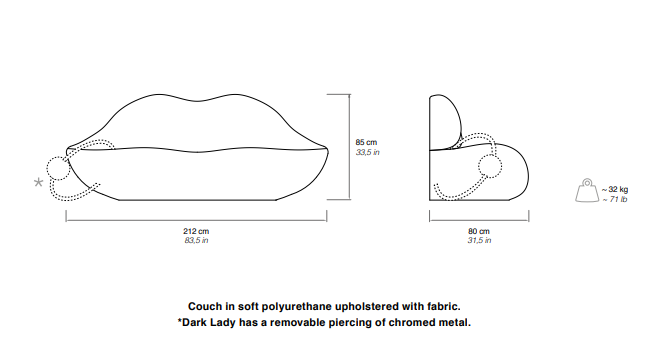 85 cm
33,5 in
*
~ 32 kg
~ 71 lb
212 cm
83,5 in
80 cm
31,5 in
Couch in soft polyurethane upholstered with fabric.
*Dark Lady has a removable piercing of chromed metal.